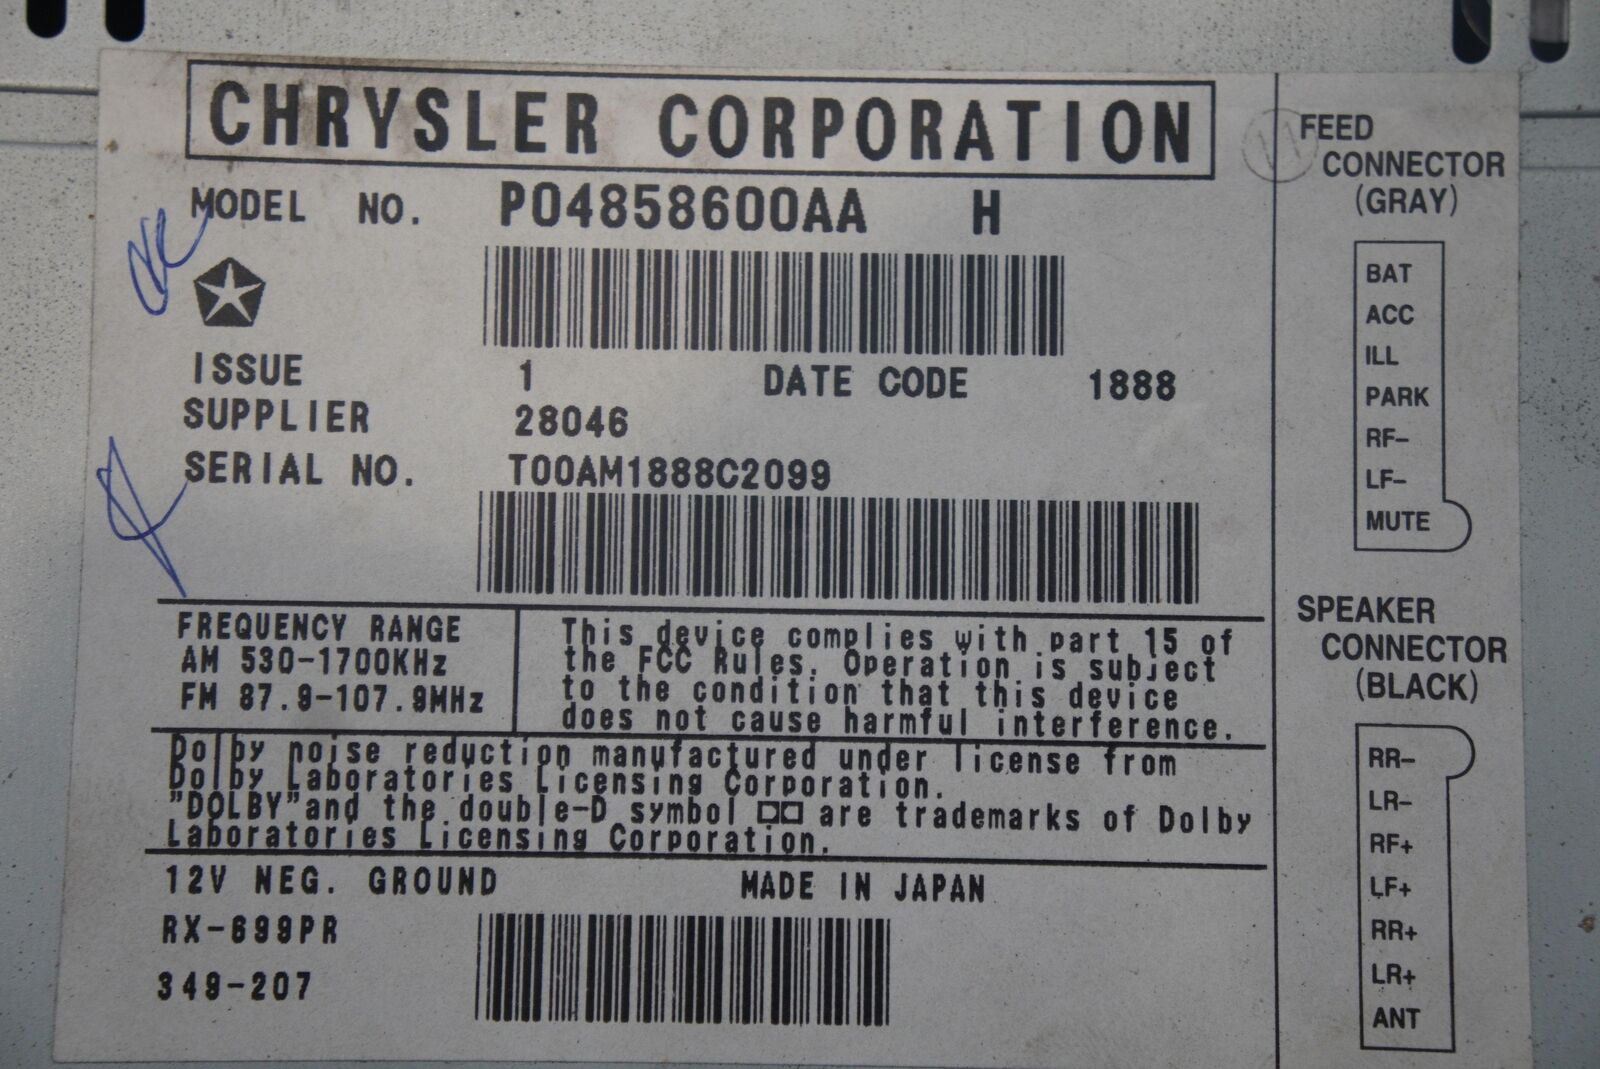 CHRYSLER CORPORATION
MODEL NO. P04858600AA H
ISSUE 1 DATE CODE 1888
SUPPLIER 28046
SERIAL NO. T00AM1888C2099
FREQUENCY RANGE
AM 530-1700KHz
FM 87.9-107.9MHz
This device complies with part 15 of
the FCC Rules. Operation is subject
to the condition that this device
does not cause harmful interference.
Dolby noise reduction manufactured under license from
Dolby Laboratories Licensing Corporation.
"DOLBY"and the double-D symbol are trademarks of Dolby
Laboratories Licensing Corporation.
12V NEG. GROUND MADE IN JAPAN
RX-699PR
349-207
11
FEED
CONNECTOR
(GRAY)
BAT
ACC
ILL
PARK
RF-
LF-
MUTE
SPEAKER
CONNECTOR
(BLACK)
RR-
LR-
RF+
LF+
RR+
LR+
ANT